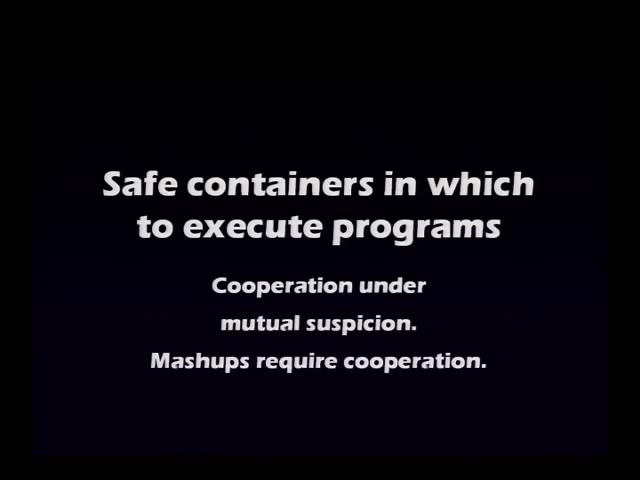 Safe containers in which
to execute programs
Cooperation under
mutual suspicion.
Mashups require cooperation.